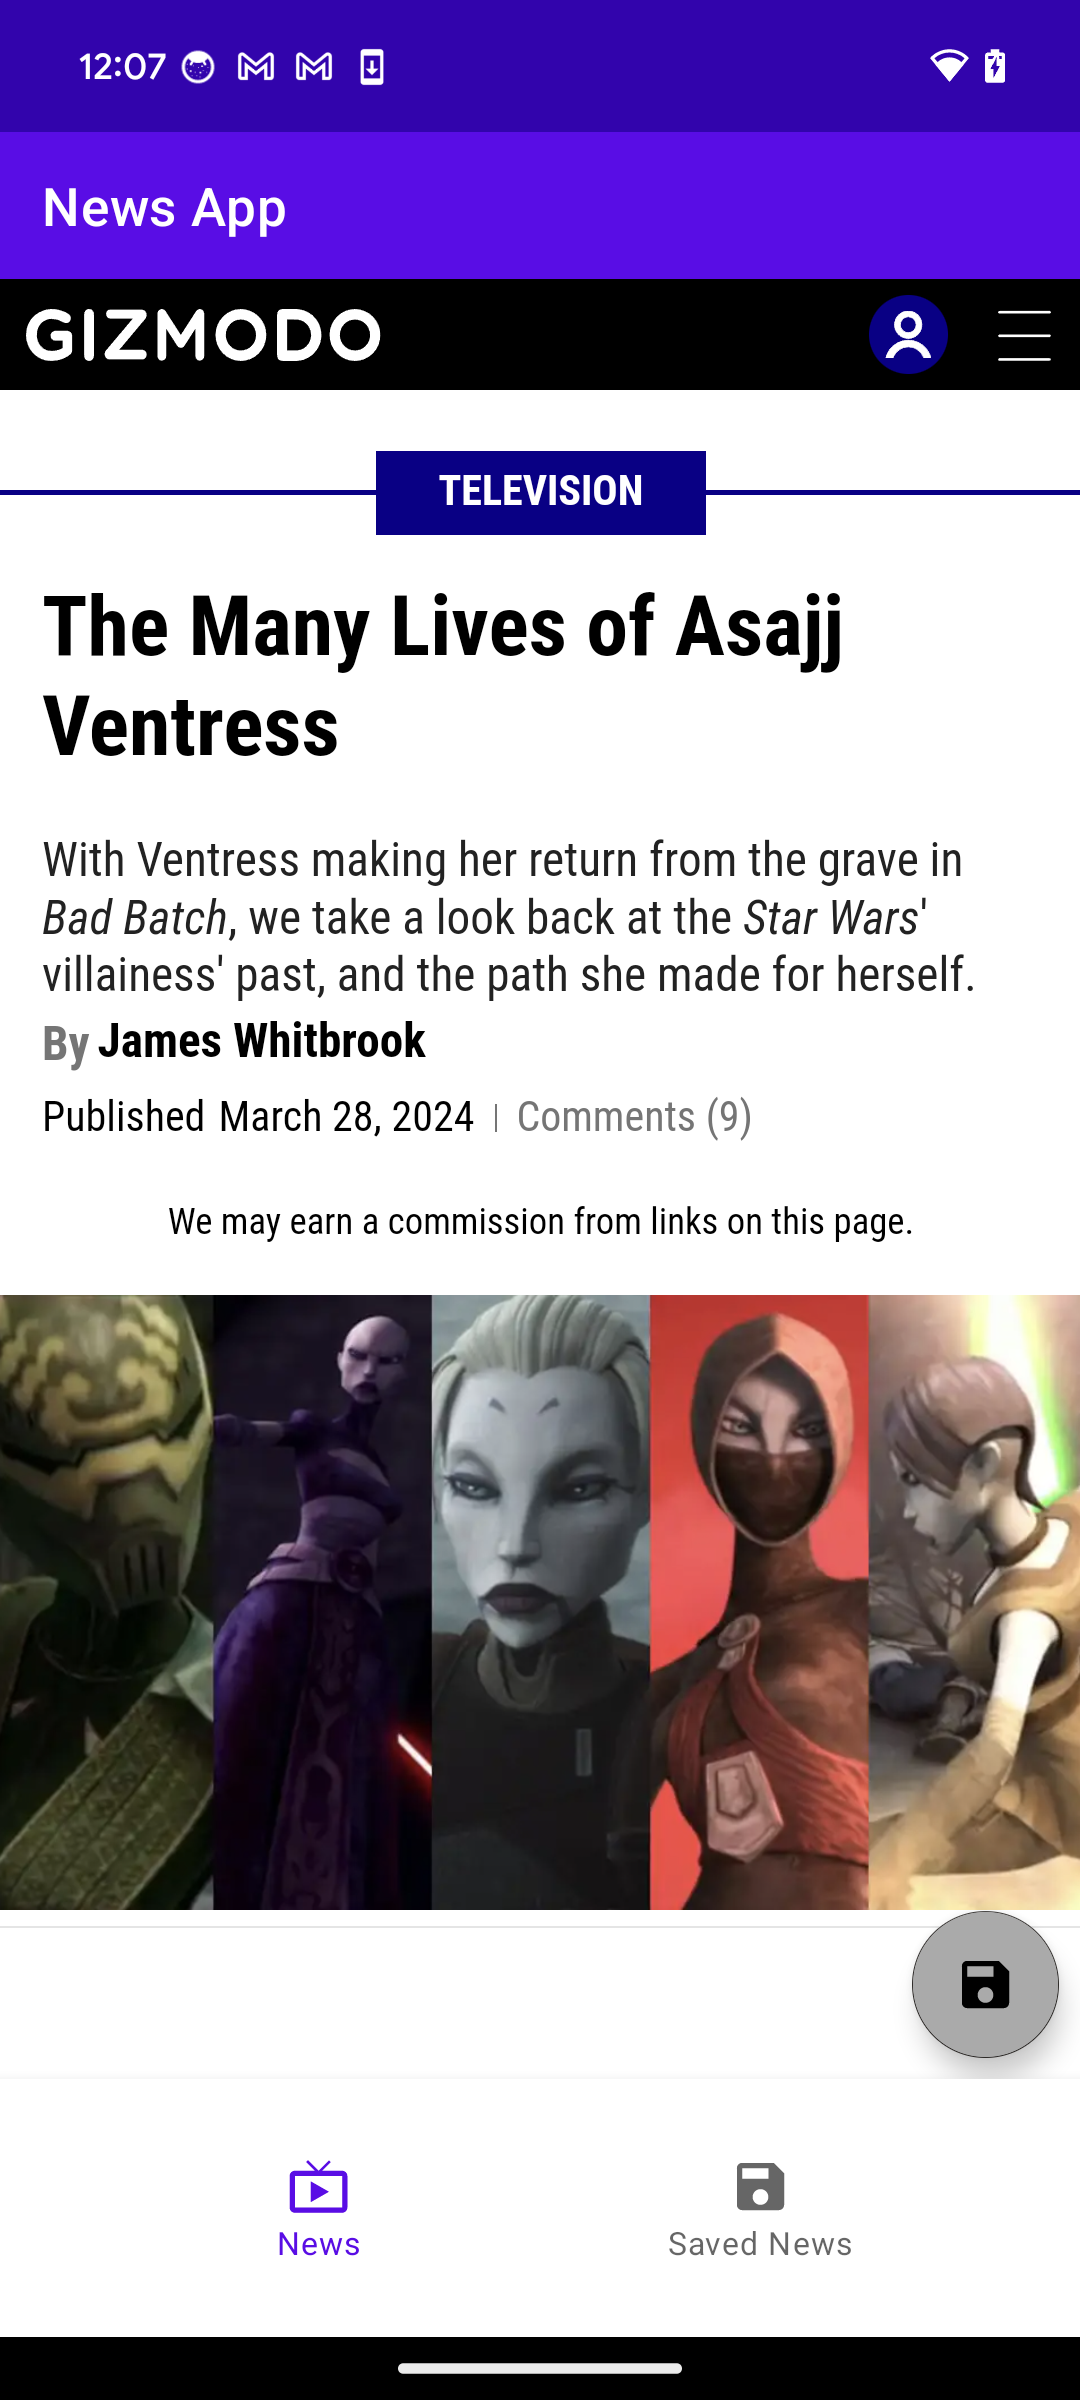 12:07
News App
GIZMODO
TELEVISION
The Many Lives of Asajj
Ventress
With Ventress making her return from the grave in
Bad Batch, we take a look back at the Star Wars'
villainess' past, and the path she made for herself.
By James Whitbrook
Published March 28, 2024 | Comments (9)
We may earn a commission from links on this page.
News
Saved News